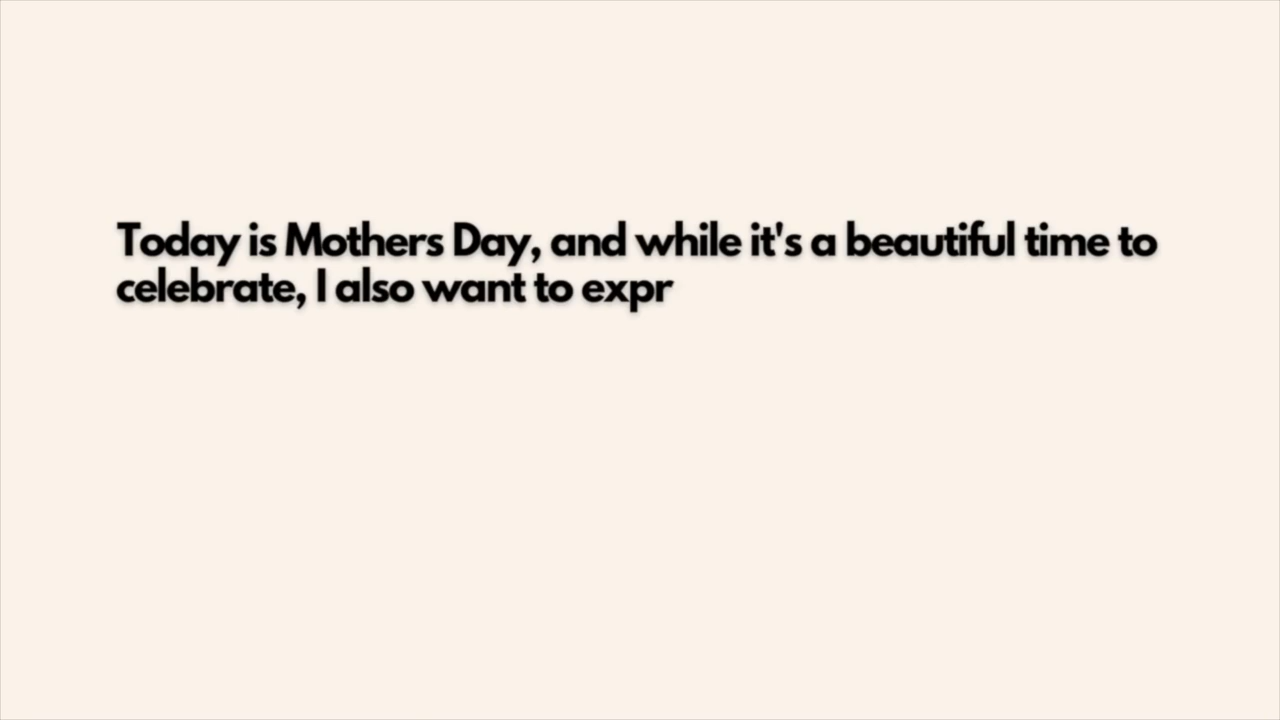 Today is Mothers Day, and while it's a beautiful time to
celebrate, I also want to expr